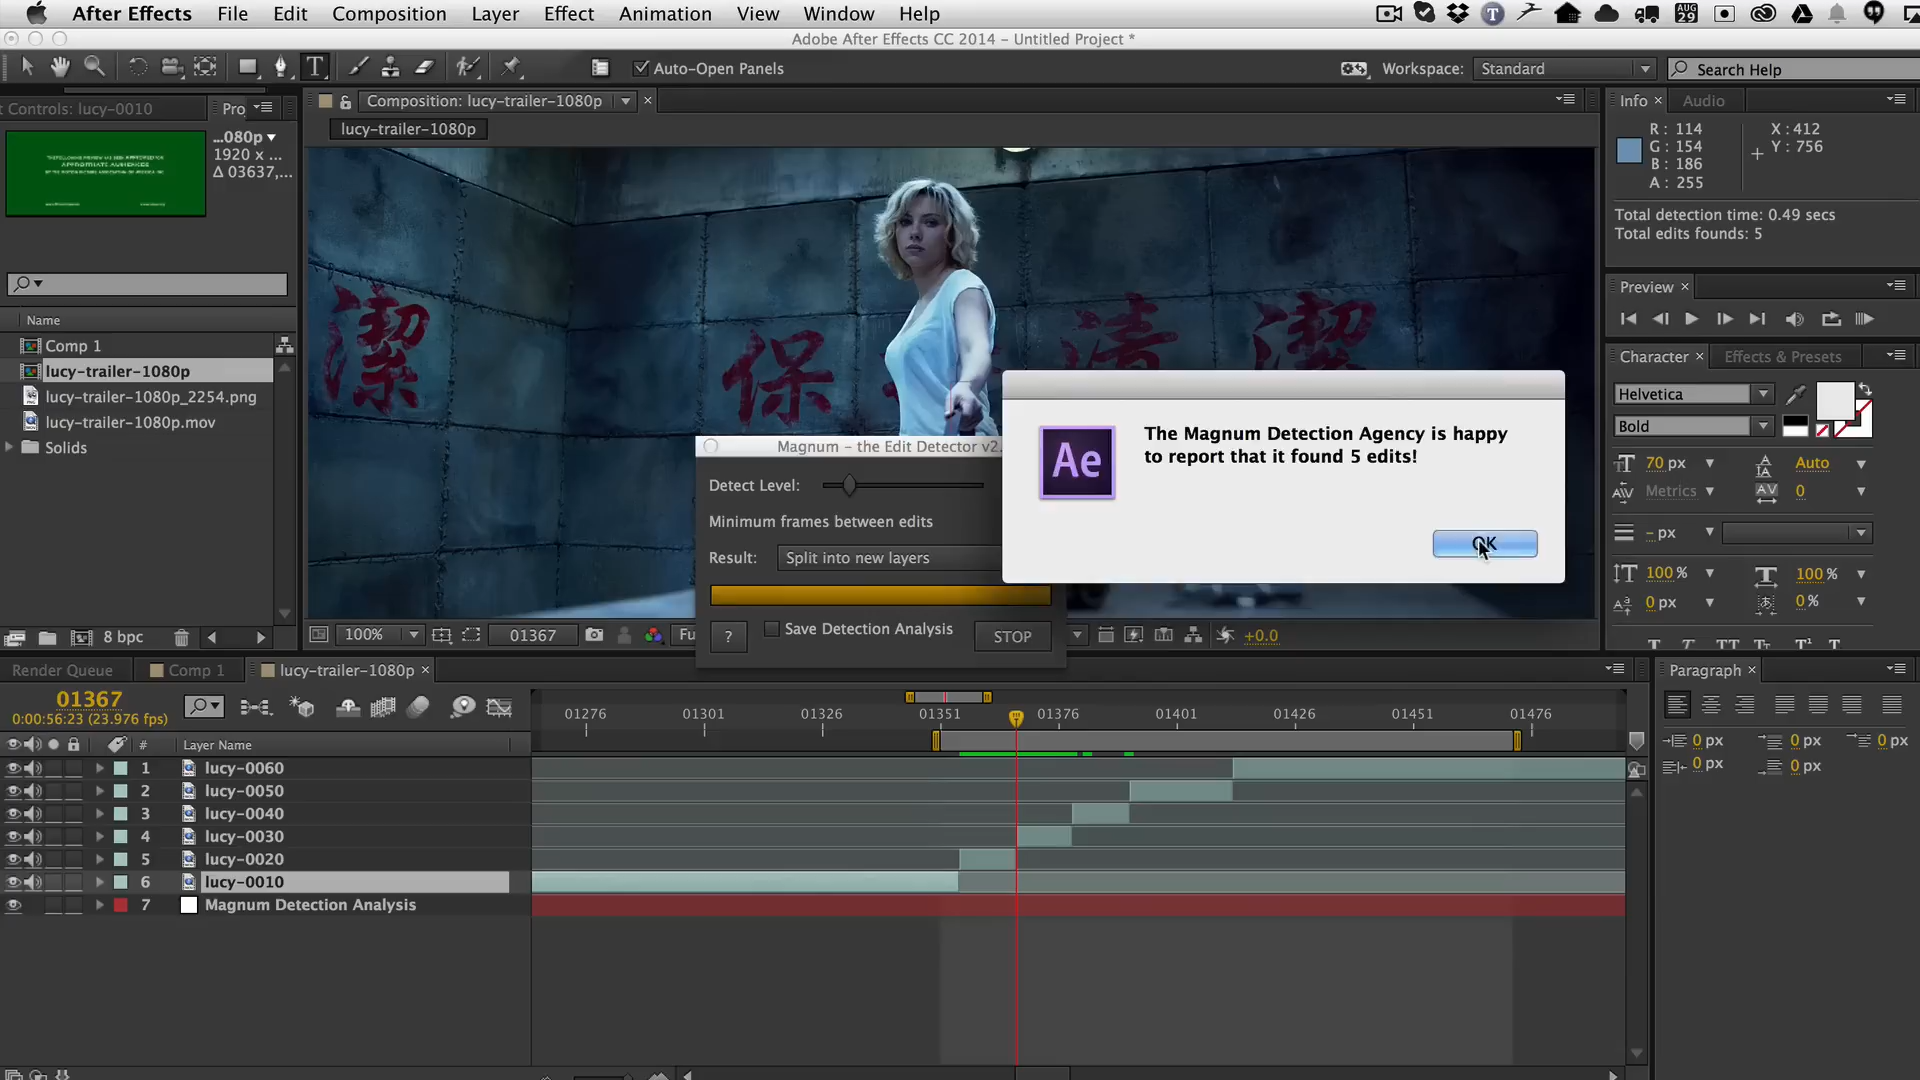 After Effects File Edit Composition Layer Effect Animation View Window Help
AUG 29
Adobe After Effects CC 2014 – Untitled Project *
Auto-Open Panels
Workspace: Standard
Search Help
t Controls: lucy-0010
Pro
Composition: lucy-trailer-1080p
lucy-trailer-1080p
Info
Audio
...080p
1920 x ...
Δ 03637,...
R: 114
G: 154
B: 186
A: 255
X: 412
Y: 756
Total detection time: 0.49 secs
Total edits founds: 5
Preview
Name
Comp 1
lucy-trailer-1080p
lucy-trailer-1080p_2254.png
lucy-trailer-1080p.mov
Solids
潔 保 清 潔
Character
Effects & Presets
Helvetica
Bold
70 px
Auto
Metrics
0
– px
100 %
100 %
0 px
0 %
Magnum – the Edit Detector v2.
Detect Level:
Minimum frames between edits
Result: Split into new layers
? Save Detection Analysis STOP
Ae
The Magnum Detection Agency is happy
to report that it found 5 edits!
OK
8 bpc
100%
01367
Fu
+0.0
Render Queue
Comp 1
lucy-trailer-1080p
Paragraph
01367
0:00:56:23 (23.976 fps)
01276 01301 01326 01351 01376 01401 01426 01451 01476
# Layer Name
1 lucy-0060
2 lucy-0050
3 lucy-0040
4 lucy-0030
5 lucy-0020
6 lucy-0010
7 Magnum Detection Analysis
0 px 0 px 0 px
0 px 0 px